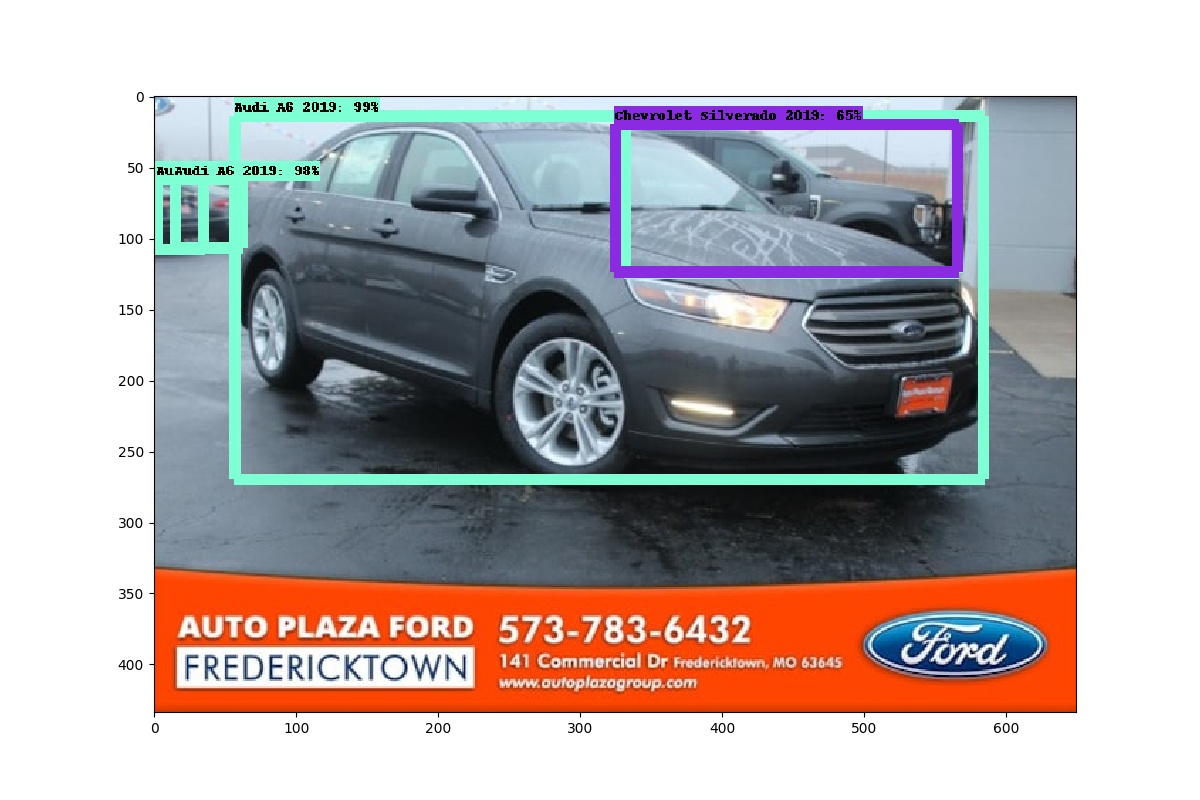 0
50
100
150
200
250
300
350
400
0
100
200
300
400
500
600
Audi A6 2019: 99%
Chevrolet Silverado 2019: 65%
AuAudi A6 2019: 98%
AUTO PLAZA FORD
FREDERICKTOWN
573-783-6432
141 Commercial Dr Fredericktown, MO 63645
www.autoplazagroup.com
Ford